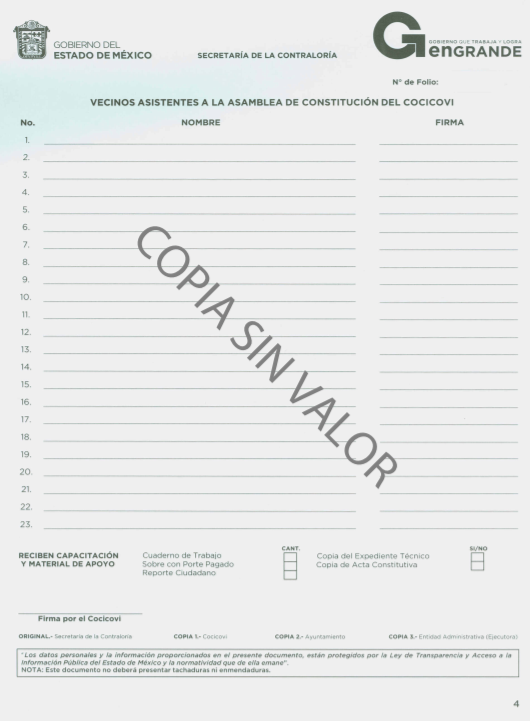 GOBIERNO DEL
ESTADO DE MÉXICO
SECRETARÍA DE LA CONTRALORÍA
GOBIERNO QUE TRABAJA Y LOGRA
enGRANDE
N° de Folio:
VECINOS ASISTENTES A LA ASAMBLEA DE CONSTITUCIÓN DEL COCICOVI
No. NOMBRE FIRMA
1.
2.
3.
4.
5.
6.
7.
8.
9.
10.
11.
12.
13.
14.
15.
16.
17.
18.
19.
20.
21.
22.
23.
COPIA SIN VALOR
RECIBEN CAPACITACIÓN
Y MATERIAL DE APOYO
CANT.
Cuaderno de Trabajo
Sobre con Porte Pagado
Reporte Ciudadano
SI/NO
Copia del Expediente Técnico
Copia de Acta Constitutiva
Firma por el Cocicovi
ORIGINAL.- Secretaría de la Contraloría COPIA 1.- Cocicovi COPIA 2.- Ayuntamiento COPIA 3.- Entidad Administrativa (Ejecutora)
"Los datos personales y la información proporcionados en el presente documento, están protegidos por la Ley de Transparencia y Acceso a la
Información Pública del Estado de México y la normatividad que de ella emane".
NOTA: Este documento no deberá presentar tachaduras ni enmendaduras.
4